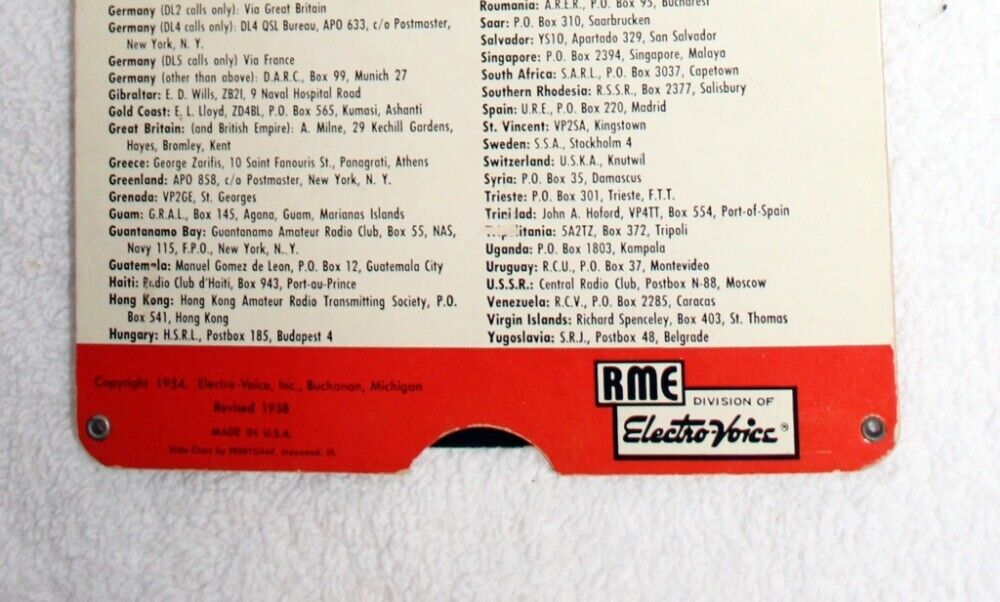 Germany (DL2 calls only): Via Great Britain
Germany (DL4 calls only): DL4 QSL Bureau, APO 633, c/o Postmaster,
New York, N. Y.
Germany (DL5 calls only) Via France
Germany (other than above): D.A.R.C., Box 99, Munich 27
Gibraltar: E. D. Wills, ZB2I, 9 Naval Hospital Road
Gold Coast: E. L. Lloyd, ZD4BL, P.O. Box 565, Kumasi, Ashanti
Great Britain: (and British Empire): A. Milne, 29 Kechill Gardens,
Hayes, Bromley, Kent
Greece: George Zarifis, 10 Saint Fanouris St., Panagrati, Athens
Greenland: APO 858, c/o Postmaster, New York, N. Y.
Grenada: VP2GE, St. Georges
Guam: G.R.A.L., Box 145, Agana, Guam, Marianas Islands
Guantanamo Bay: Guantanamo Amateur Radio Club, Box 55, NAS,
Navy 115, F.P.O., New York, N. Y.
Guatemala: Manuel Gomez de Leon, P.O. Box 12, Guatemala City
Haiti: Radio Club d'Haiti, Box 943, Port-au-Prince
Hong Kong: Hong Kong Amateur Radio Transmitting Society, P.O.
Box 541, Hong Kong
Hungary: H.S.R.L., Postbox 185, Budapest 4
Roumania: A.R.E.R., P.O. Box 95, Bucharest
Saar: P.O. Box 310, Saarbrucken
Salvador: YS1O, Apartado 329, San Salvador
Singapore: P.O. Box 2394, Singapore, Malaya
South Africa: S.A.R.L., P.O. Box 3037, Capetown
Southern Rhodesia: R.S.S.R., Box 2377, Salisbury
Spain: U.R.E., P.O. Box 220, Madrid
St. Vincent: VP2SA, Kingstown
Sweden: S.S.A., Stockholm 4
Switzerland: U.S.K.A., Knutwil
Syria: P.O. Box 35, Damascus
Trieste: P.O. Box 301, Trieste, F.T.T.
Trinidad: John A. Hoford, VP4TT, Box 554, Port-of-Spain
Tripolitania: 5A2TZ, Box 372, Tripoli
Uganda: P.O. Box 1803, Kampala
Uruguay: R.C.U., P.O. Box 37, Montevideo
U.S.S.R.: Central Radio Club, Postbox N-88, Moscow
Venezuela: R.C.V., P.O. Box 2285, Caracas
Virgin Islands: Richard Spenceley, Box 403, St. Thomas
Yugoslavia: S.R.J., Postbox 48, Belgrade
Copyright 1954, Electro-Voice, Inc., Buchanan, Michigan
Revised 1958
MADE IN U.S.A.
Slide Chart by PERRYGRAF, Maywood, Ill.
RME
DIVISION OF
Electro-Voice®